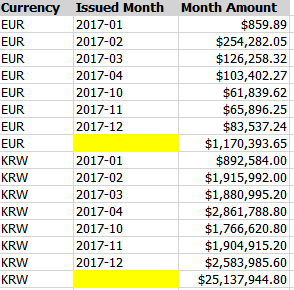 Currency Issued Month Month Amount
EUR 2017-01 $859.89
EUR 2017-02 $254,282.05
EUR 2017-03 $126,258.32
EUR 2017-04 $103,402.27
EUR 2017-10 $61,839.62
EUR 2017-11 $65,896.25
EUR 2017-12 $83,537.24
EUR $1,170,393.65
KRW 2017-01 $892,584.00
KRW 2017-02 $1,915,992.00
KRW 2017-03 $1,880,995.20
KRW 2017-04 $2,861,788.80
KRW 2017-10 $1,766,620.80
KRW 2017-11 $1,904,915.20
KRW 2017-12 $2,583,985.60
KRW $25,137,944.80